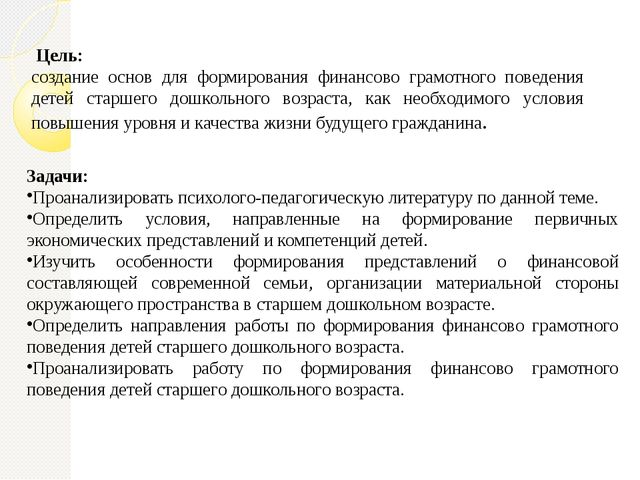 Цель:
создание основ для формирования финансово грамотного поведения
детей старшего дошкольного возраста, как необходимого условия
повышения уровня и качества жизни будущего гражданина.
Задачи:
•Проанализировать психолого-педагогическую литературу по данной теме.
•Определить условия, направленные на формирование первичных
экономических представлений и компетенций детей.
•Изучить особенности формирования представлений о финансовой
составляющей современной семьи, организации материальной стороны
окружающего пространства в старшем дошкольном возрасте.
•Определить направления работы по формирования финансово грамотного
поведения детей старшего дошкольного возраста.
•Проанализировать работу по формирования финансово грамотного
поведения детей старшего дошкольного возраста.